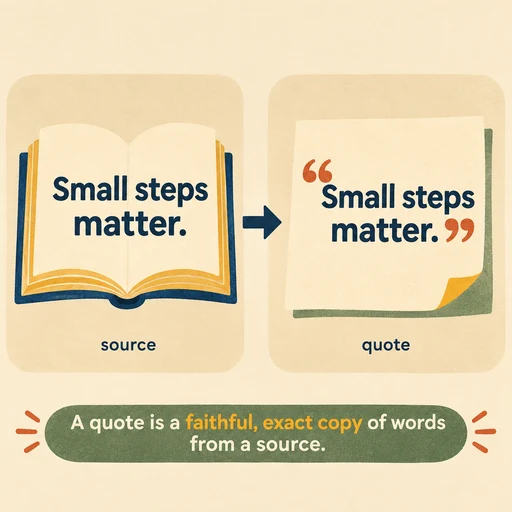 Small steps
matter.
“Small steps
matter.”
source
quote
A quote is a faithful, exact copy of words
from a source.